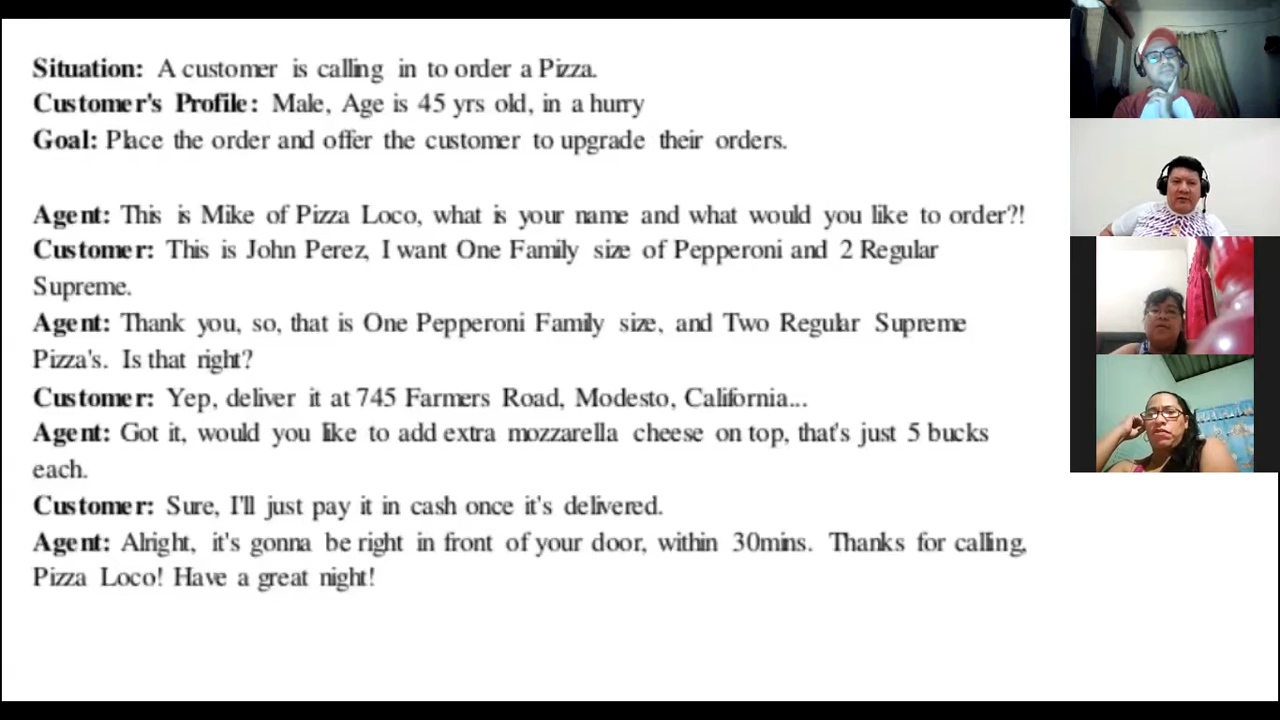 Situation: A customer is calling in to order a Pizza.
Customer's Profile: Male, Age is 45 yrs old, in a hurry
Goal: Place the order and offer the customer to upgrade their orders.
Agent: This is Mike of Pizza Loco, what is your name and what would you like to order?!
Customer: This is John Perez, I want One Family size of Pepperoni and 2 Regular
Supreme.
Agent: Thank you, so, that is One Pepperoni Family size, and Two Regular Supreme
Pizza's. Is that right?
Customer: Yep, deliver it at 745 Farmers Road, Modesto, California...
Agent: Got it, would you like to add extra mozzarella cheese on top, that's just 5 bucks
each.
Customer: Sure, I'll just pay it in cash once it's delivered.
Agent: Alright, it's gonna be right in front of your door, within 30mins. Thanks for calling,
Pizza Loco! Have a great night!